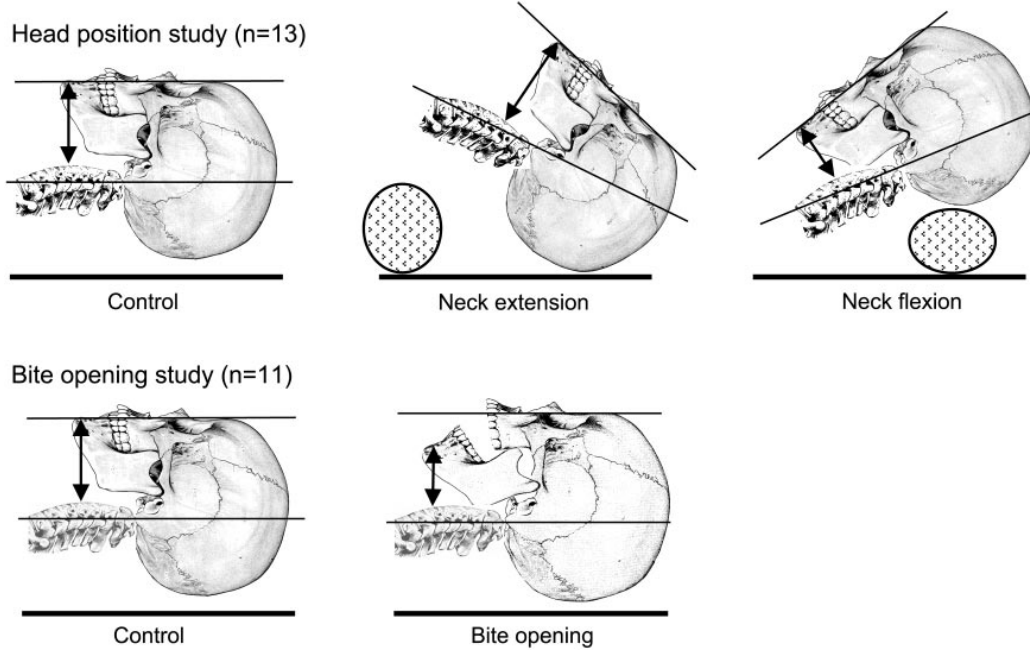 Head position study (n=13)
Control
Neck extension
Neck flexion
Bite opening study (n=11)
Control
Bite opening